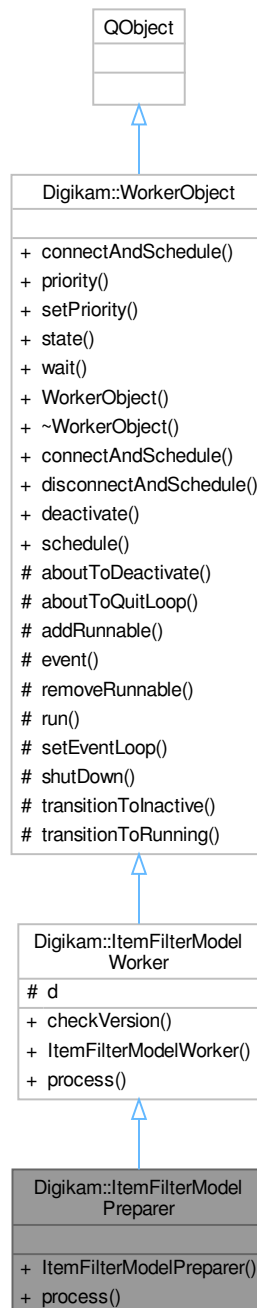 QObject
Digikam::WorkerObject
+ connectAndSchedule()
+ priority()
+ setPriority()
+ state()
+ wait()
+ WorkerObject()
+ ~WorkerObject()
+ connectAndSchedule()
+ disconnectAndSchedule()
+ deactivate()
+ schedule()
# aboutToDeactivate()
# aboutToQuitLoop()
# addRunnable()
# event()
# removeRunnable()
# run()
# setEventLoop()
# shutDown()
# transitionToInactive()
# transitionToRunning()
Digikam::ItemFilterModel
Worker
# d
+ checkVersion()
+ ItemFilterModelWorker()
+ process()
Digikam::ItemFilterModel
Preparer
+ ItemFilterModelPreparer()
+ process()